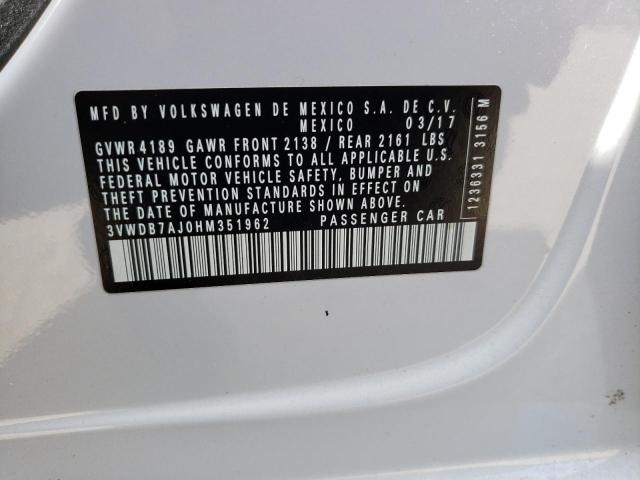 MFD BY VOLKSWAGEN DE MEXICO S.A. DE C.V.
MEXICO 03/17
GVWR 4189 GAWR FRONT 2138 / REAR 2161 LBS
THIS VEHICLE CONFORMS TO ALL APPLICABLE U.S.
FEDERAL MOTOR VEHICLE SAFETY, BUMPER AND
THEFT PREVENTION STANDARDS IN EFFECT ON
THE DATE OF MANUFACTURE SHOWN ABOVE.
3VWDB7AJ0HM351962 PASSENGER CAR
1236331 3156 M